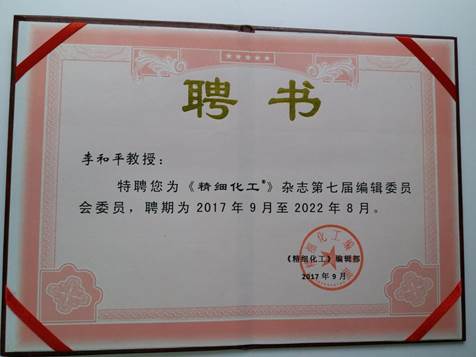 聘书
李和平教授：
特聘您为《精细化工®》杂志第七届编辑委员
会委员，聘期为2017年9月至2022年8月。
《精细化工》编辑部
2017年9月